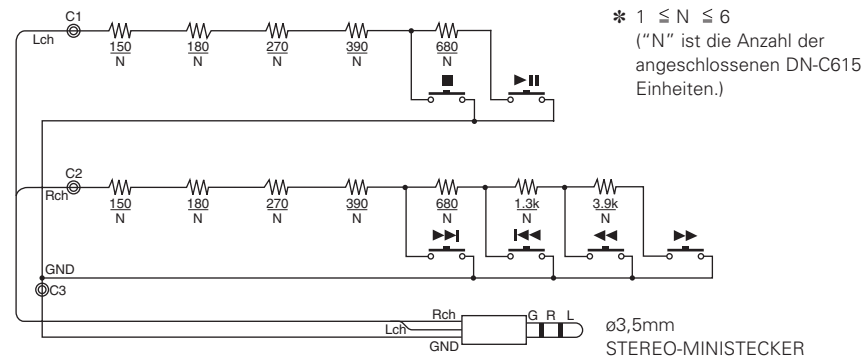 C1
Lch
150 180 270 390 680
N N N N N
■ ►❚❚
✱ 1 ≦ N ≦ 6
(“N” ist die Anzahl der
angeschlossenen DN-C615
Einheiten.)
C2
Rch
150 180 270 390 680 1.3k 3.9k
N N N N N N N
►►I I◄◄ ◄◄ ►►
GND
C3
Rch
Lch
GND
G R L
ø3,5mm
STEREO-MINISTECKER